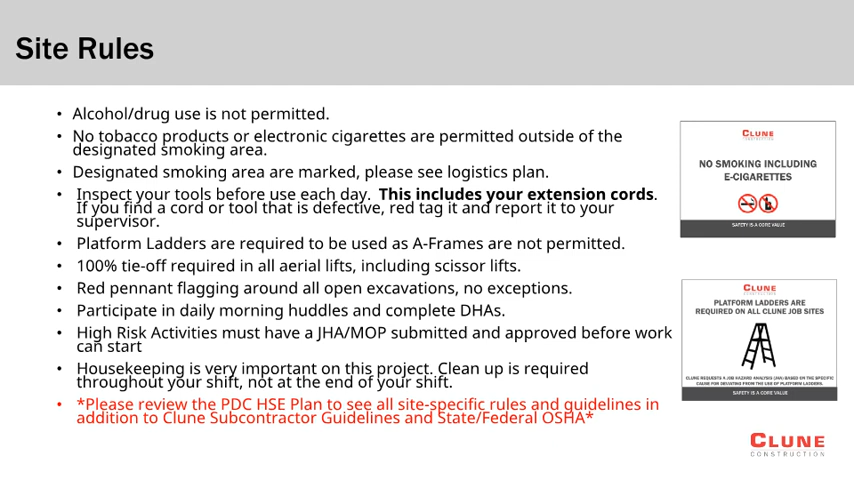 Site Rules
• Alcohol/drug use is not permitted.
• No tobacco products or electronic cigarettes are permitted outside of the
designated smoking area.
• Designated smoking area are marked, please see logistics plan.
• Inspect your tools before use each day. This includes your extension cords.
If you find a cord or tool that is defective, red tag it and report it to your
supervisor.
• Platform Ladders are required to be used as A-Frames are not permitted.
• 100% tie-off required in all aerial lifts, including scissor lifts.
• Red pennant flagging around all open excavations, no exceptions.
• Participate in daily morning huddles and complete DHAs.
• High Risk Activities must have a JHA/MOP submitted and approved before work
can start
• Housekeeping is very important on this project. Clean up is required
throughout your shift, not at the end of your shift.
• *Please review the PDC HSE Plan to see all site-specific rules and guidelines in
addition to Clune Subcontractor Guidelines and State/Federal OSHA*
CLUNE
CONSTRUCTION
NO SMOKING INCLUDING
E-CIGARETTES
SAFETY IS A CORE VALUE
CLUNE
CONSTRUCTION
PLATFORM LADDERS ARE
REQUIRED ON ALL CLUNE JOB SITES
CLUNE REQUIRES A JOB HAZARD ANALYSIS (JHA) BASED ON THE SPECIFIC
CAUSE FOR DEVIATING FROM THE USE OF PLATFORM LADDERS.
SAFETY IS A CORE VALUE
CLUNE
CONSTRUCTION